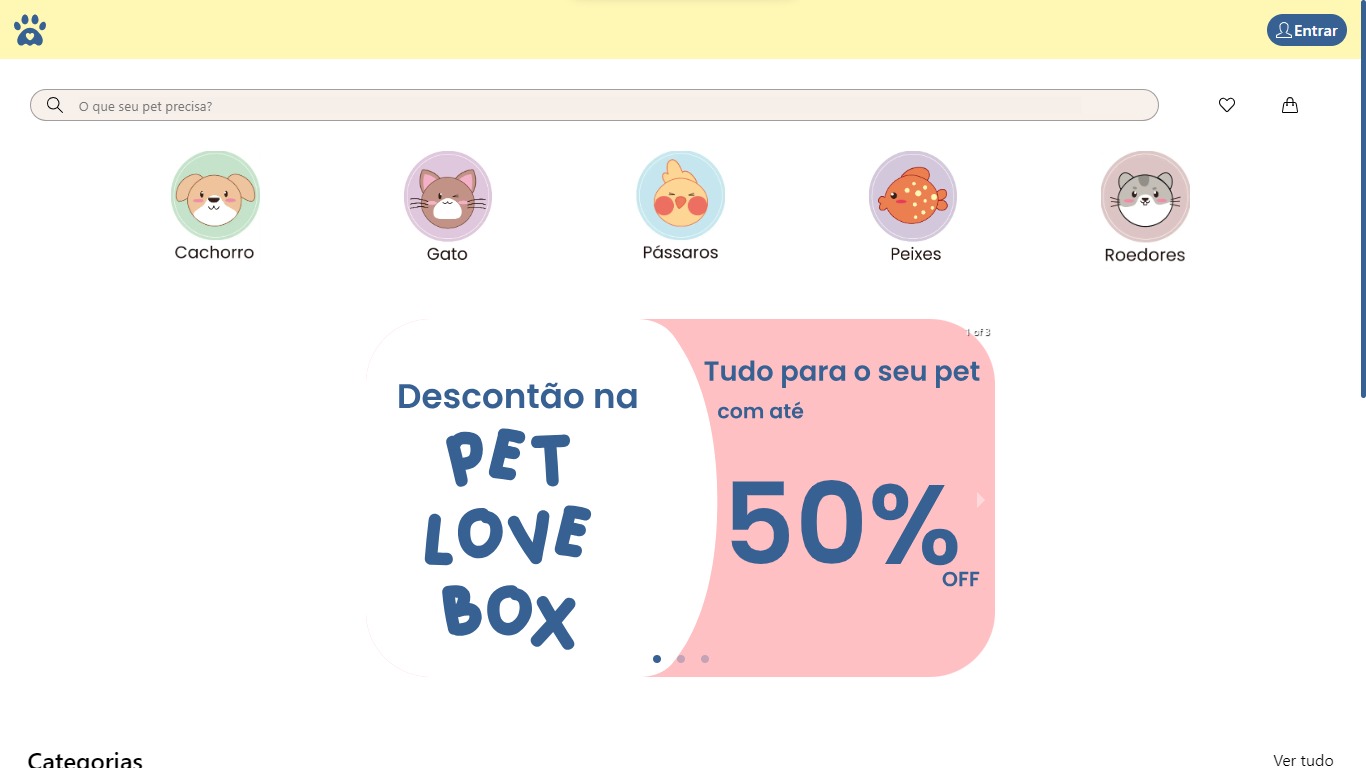 Entrar
O que seu pet precisa?
Cachorro
Gato
Pássaros
Peixes
Roedores
1 of 3
Descontão na
PET
LOVE
BOX
Tudo para o seu pet
com até
50%
OFF
Categorias
Ver tudo